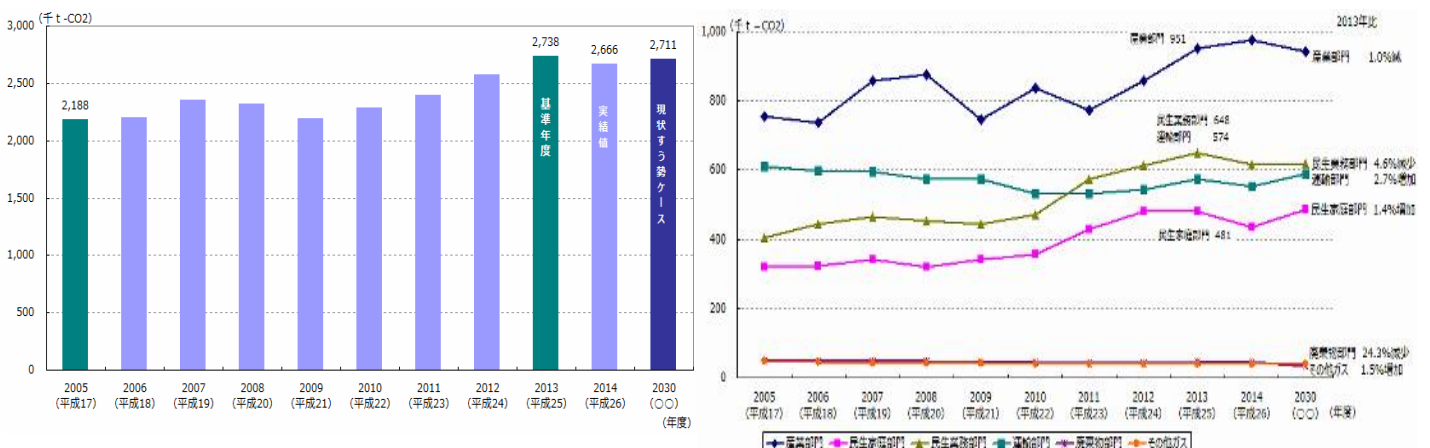 (千ｔ-CO2)
3,000
2,500
2,000
1,500
1,000
500
0
2,188
2,738
2,666
2,711
基準年度
実績値
現状すう勢ケース
2005 2006 2007 2008 2009 2010 2011 2012 2013 2014 2030
(平成17) (平成18) (平成19) (平成20) (平成21) (平成22) (平成23) (平成24) (平成25) (平成26) (○○)
(年度)
(千ｔ-CO2)
2013年比
1,000
800
600
400
200
0
産業部門 951
産業部門 1.0%減
民生業務部門 648
運輸部門 574
民生業務部門 4.6%減少
運輸部門 2.7%増加
民生家庭部門 1.4%増加
民生家庭部門 481
廃棄物部門 24.3%減少
その他ガス 1.5%増加
2005 2006 2007 2008 2009 2010 2011 2012 2013 2014 2030
(平成17) (平成18) (平成19) (平成20) (平成21) (平成22) (平成23) (平成24) (平成25) (平成26) (○○) (年度)
産業部門 民生家庭部門 民生業務部門 運輸部門 廃棄物部門 その他ガス